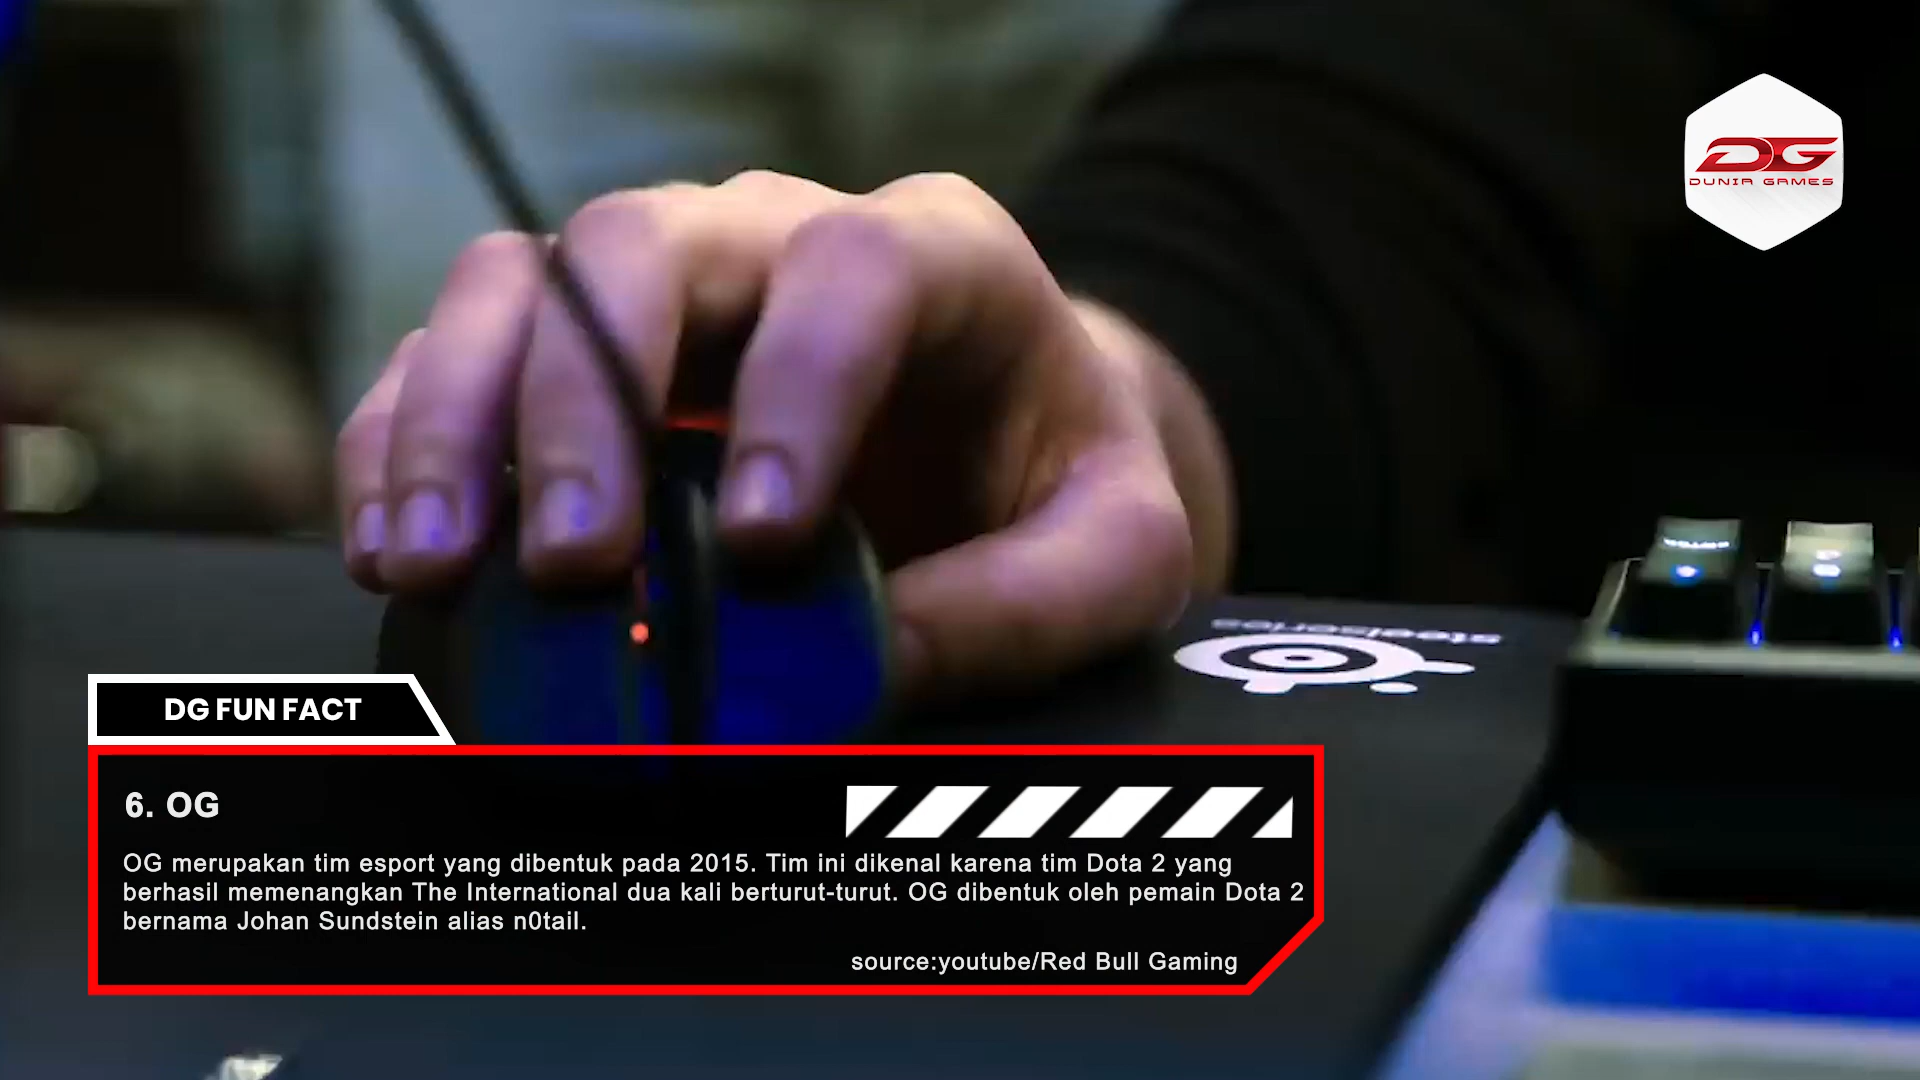 DG
DUNIA GAMES
steelseries
DG FUN FACT
6. OG
OG merupakan tim esport yang dibentuk pada 2015. Tim ini dikenal karena tim Dota 2 yang
berhasil memenangkan The International dua kali berturut-turut. OG dibentuk oleh pemain Dota 2
bernama Johan Sundstein alias n0tail.
source:youtube/Red Bull Gaming